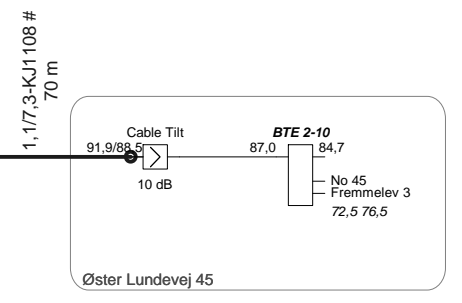 1,1/7,3-KJ1108 #
70 m
Cable Tilt
BTE 2-10
91,9/88,5
87,0
84,7
10 dB
No 45
Fremmelev 3
72,5 76,5
Øster Lundevej 45